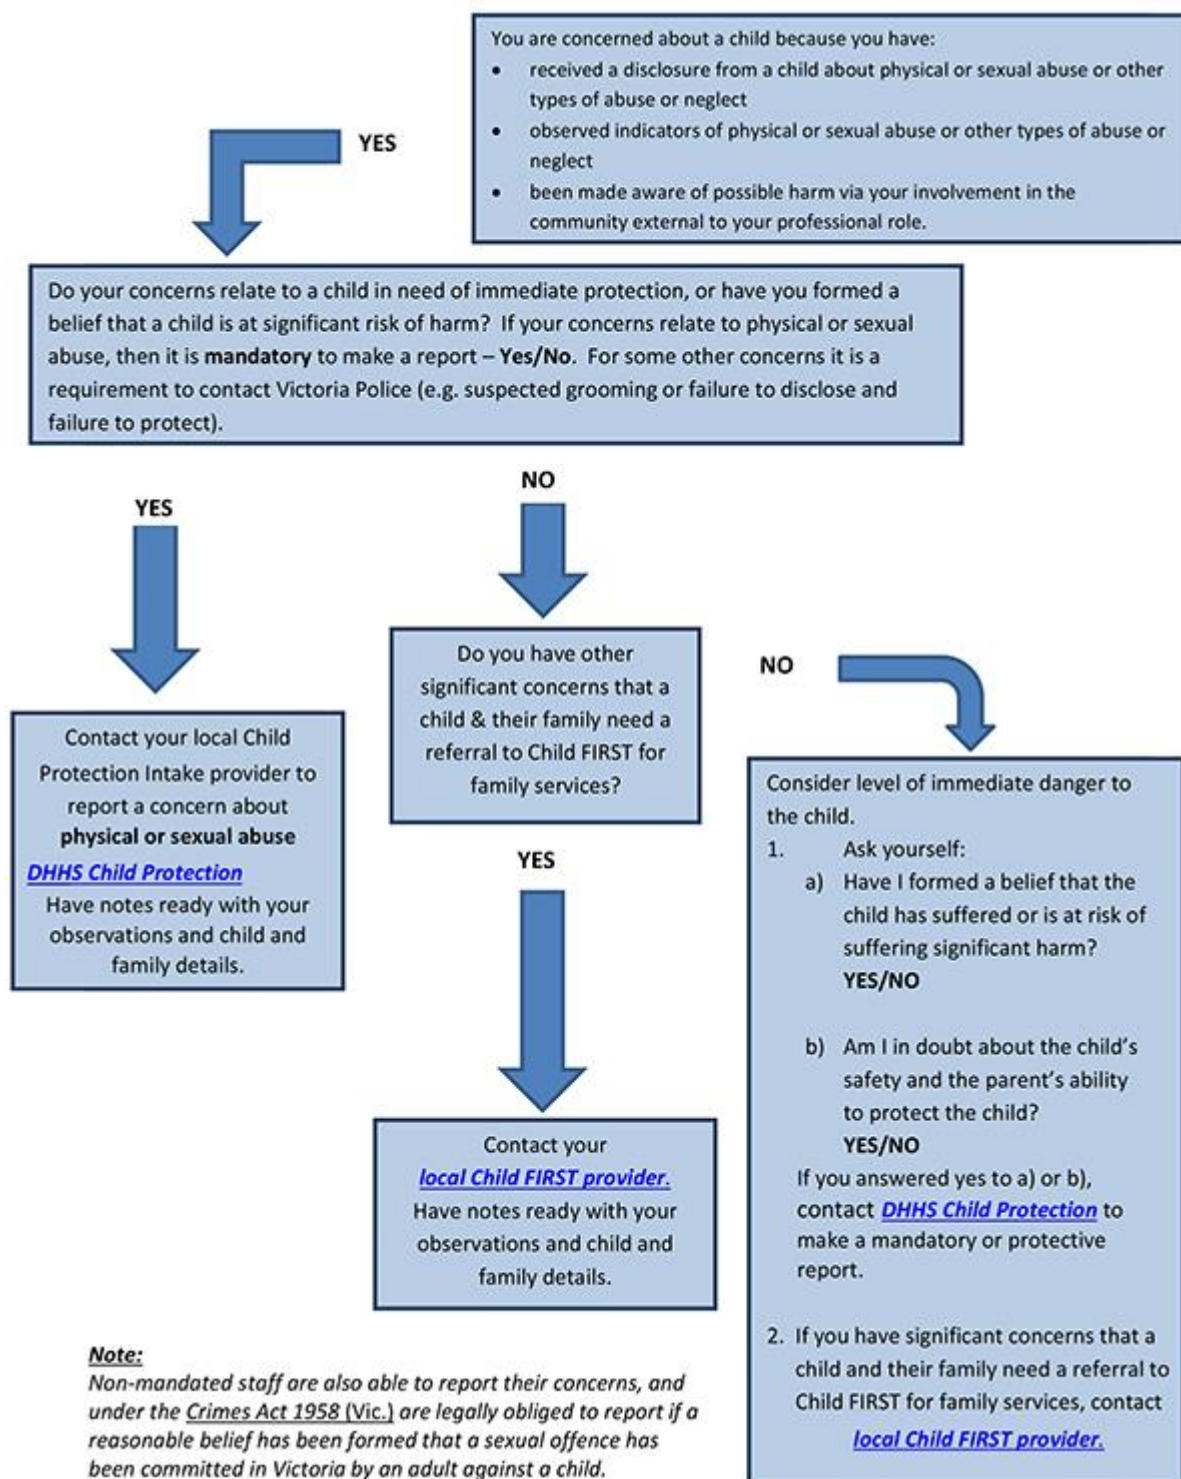 You are concerned about a child because you have:
• received a disclosure from a child about physical or sexual abuse or other
types of abuse or neglect
• observed indicators of physical or sexual abuse or other types of abuse or
neglect
• been made aware of possible harm via your involvement in the
community external to your professional role.
YES
Do your concerns relate to a child in need of immediate protection, or have you formed a
belief that a child is at significant risk of harm? If your concerns relate to physical or sexual
abuse, then it is mandatory to make a report – Yes/No. For some other concerns it is a
requirement to contact Victoria Police (e.g. suspected grooming or failure to disclose and
failure to protect).
YES
NO
Contact your local Child
Protection Intake provider to
report a concern about
physical or sexual abuse
DHHS Child Protection
Have notes ready with your
observations and child and
family details.
Do you have other
significant concerns that a
child & their family need a
referral to Child FIRST for
family services?
YES
NO
Contact your
local Child FIRST provider.
Have notes ready with your
observations and child and
family details.
Consider level of immediate danger to
the child.
1. Ask yourself:
a) Have I formed a belief that the
child has suffered or is at risk of
suffering significant harm?
YES/NO
b) Am I in doubt about the child's
safety and the parent's ability
to protect the child?
YES/NO
If you answered yes to a) or b),
contact DHHS Child Protection to
make a mandatory or protective
report.
2. If you have significant concerns that a
child and their family need a referral to
Child FIRST for family services, contact
local Child FIRST provider.
Note:
Non-mandated staff are also able to report their concerns, and
under the Crimes Act 1958 (Vic.) are legally obliged to report if a
reasonable belief has been formed that a sexual offence has
been committed in Victoria by an adult against a child.